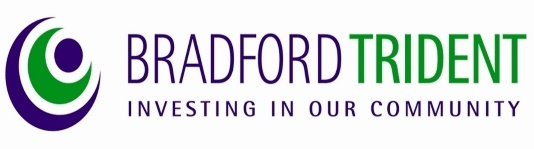 BRADFORD TRIDENT
INVESTING IN OUR COMMUNITY